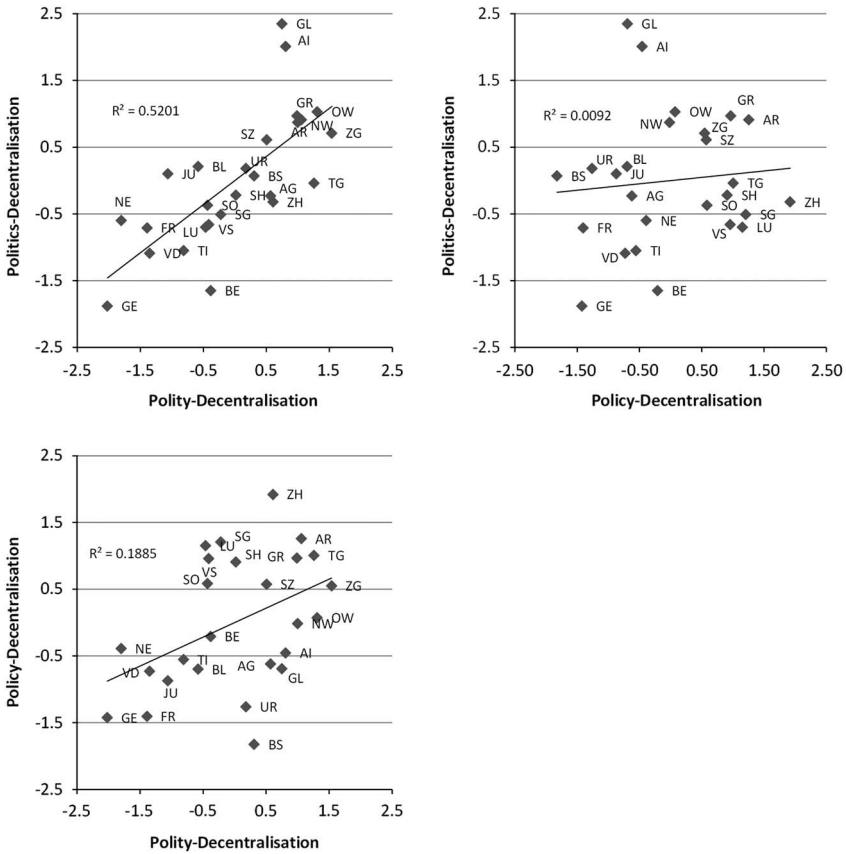 2.5
1.5
0.5
-0.5
-1.5
-2.5
Politics-Decentralisation
R² = 0.5201
GL
AI
GR
OW
NW
AR
ZG
SZ
UR
BL
JU
BS
AG
TG
SH
ZH
NE
SO
SG
FR
LU
VS
VD
TI
BE
GE
-2.5 -1.5 -0.5 0.5 1.5 2.5
Polity-Decentralisation
2.5
1.5
0.5
-0.5
-1.5
-2.5
Politics-Decentralisation
R² = 0.0092
GL
AI
OW
GR
NW
ZG
AR
SZ
UR
BL
BS
JU
TG
AG
SH
SO
ZH
NE
SG
FR
VS
LU
VD
TI
BE
GE
-2.50 -1.50 -0.50 0.50 1.50 2.50
Policy-Decentralisation
2.5
1.5
0.5
-0.5
-1.5
-2.5
Policy-Decentralisation
R² = 0.1885
ZH
SG
LU
AR
SH
GR
TG
VS
SO
SZ
ZG
OW
NW
BE
NE
TI
AI
VD
BL
AG
GL
JU
UR
GE
FR
BS
-2.5 -1.5 -0.5 0.5 1.5 2.5
Polity-Decentralisation